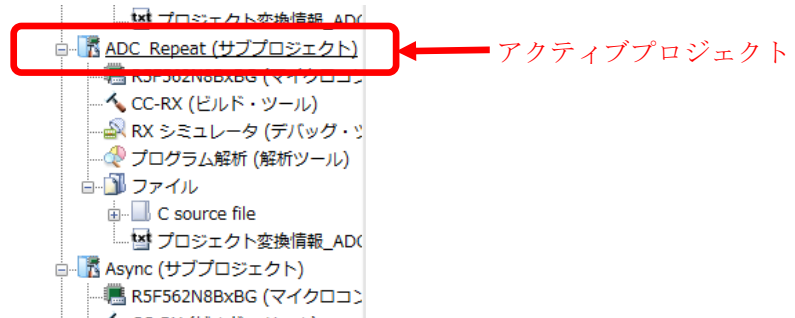 txt プロジェクト変換情報_ADC
ADC_Repeat (サブプロジェクト)
アクティブプロジェクト
R5F562N8BxBG (マイクロコン
CC-RX (ビルド・ツール)
RX シミュレータ (デバッグ・ツ
プログラム解析 (解析ツール)
ファイル
C source file
txt プロジェクト変換情報_ADC
Async (サブプロジェクト)
R5F562N8BxBG (マイクロコン